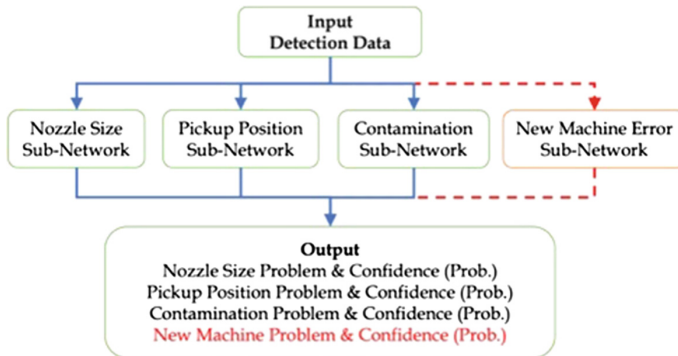 Input
Detection Data
Nozzle Size
Sub-Network
Pickup Position
Sub-Network
Contamination
Sub-Network
New Machine Error
Sub-Network
Output
Nozzle Size Problem & Confidence (Prob.)
Pickup Position Problem & Confidence (Prob.)
Contamination Problem & Confidence (Prob.)
New Machine Problem & Confidence (Prob.)